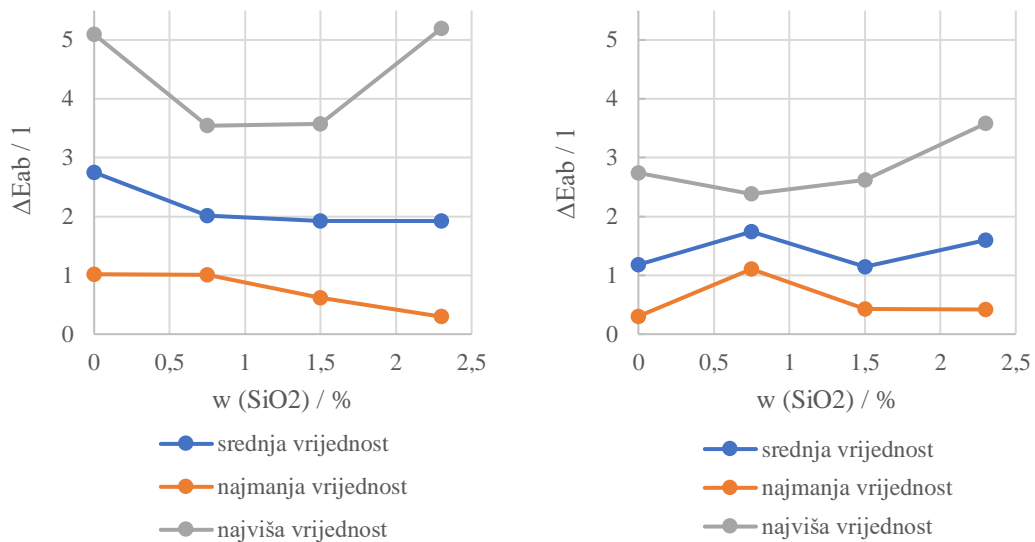 5
4
3
2
1
0
ΔEab / 1
0 0,5 1 1,5 2 2,5
w (SiO2) / %
srednja vrijednost
najmanja vrijednost
najviša vrijednost
5
4
3
2
1
0
ΔEab / 1
0 0,5 1 1,5 2 2,5
w (SiO2) / %
srednja vrijednost
najmanja vrijednost
najviša vrijednost